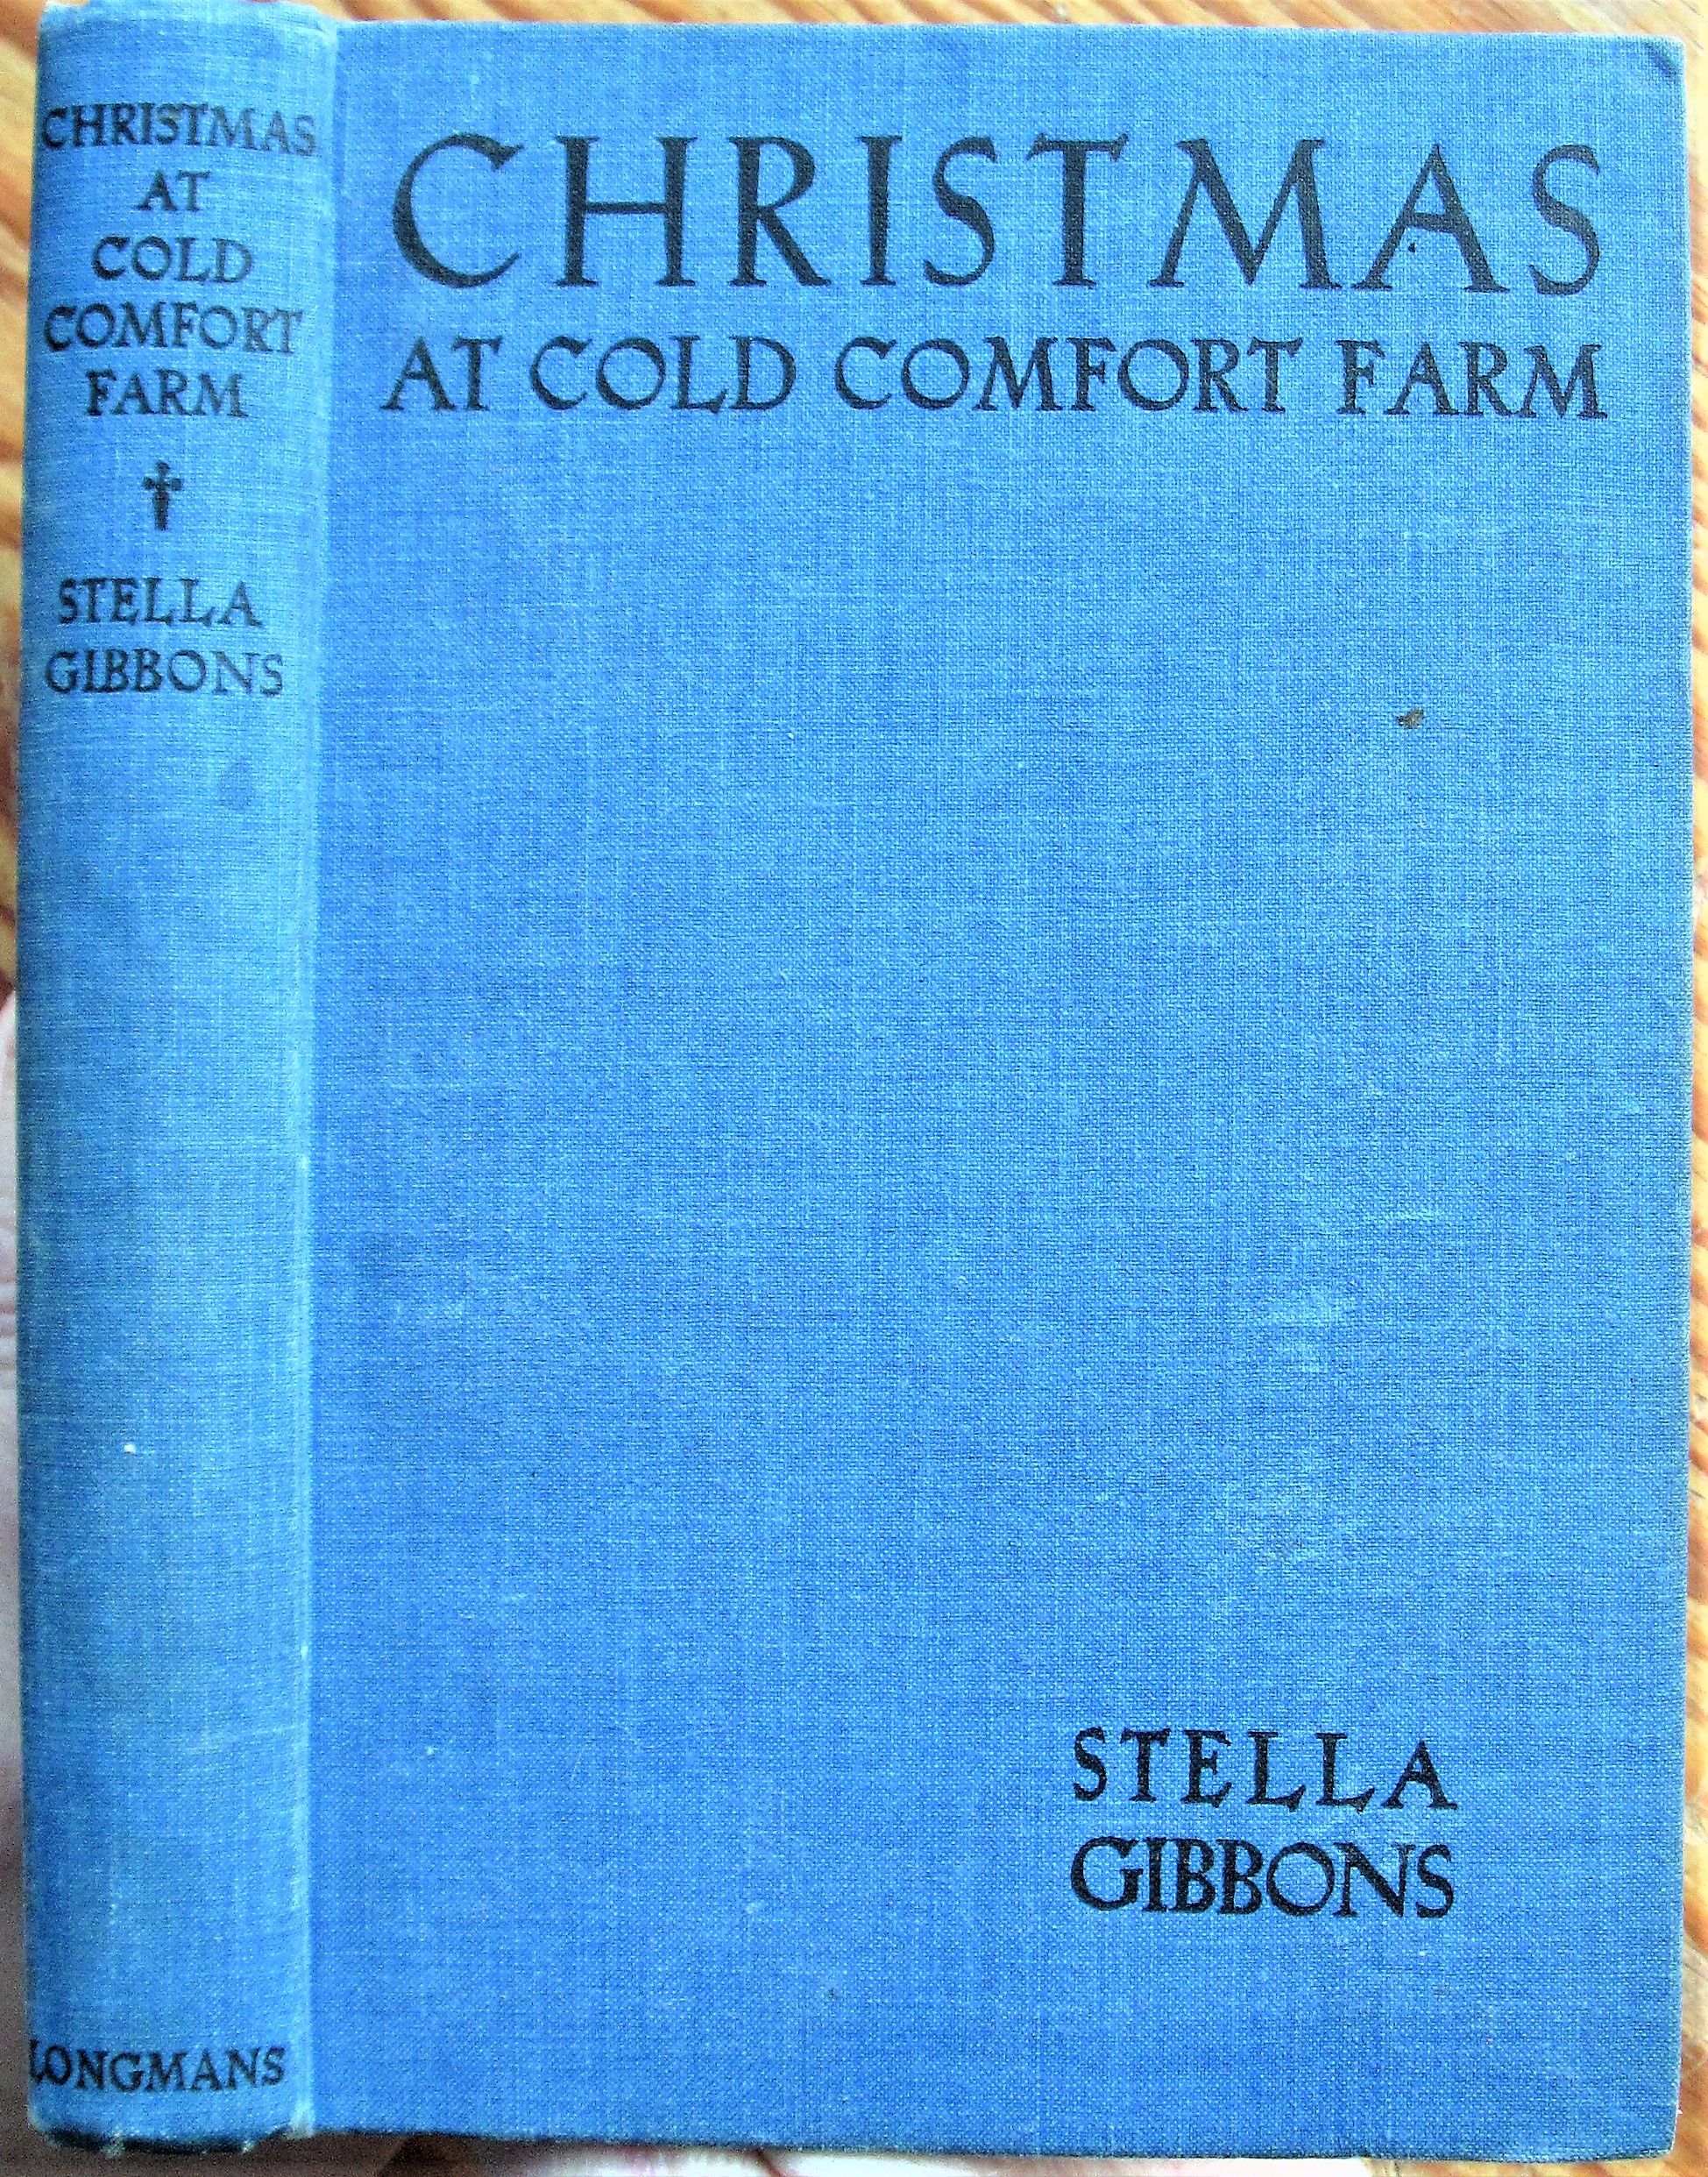 CHRISTMAS
AT
COLD
COMFORT
FARM
STELLA
GIBBONS
LONGMANS
CHRISTMAS
AT COLD COMFORT FARM
STELLA
GIBBONS